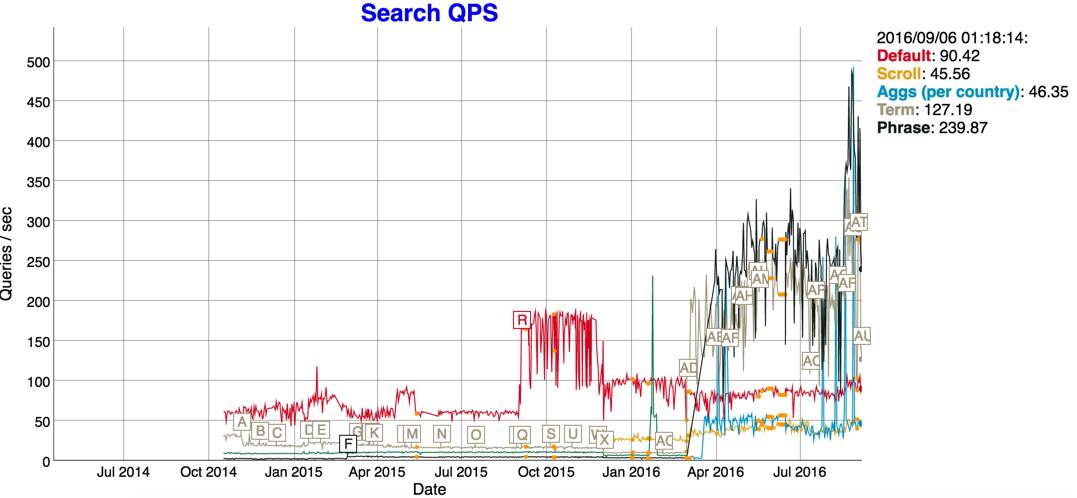 Search QPS
2016/09/06 01:18:14:
Default: 90.42
Scroll: 45.56
Aggs (per country): 46.35
Term: 127.19
Phrase: 239.87
Queries / sec
500
450
400
350
300
250
200
150
100
50
0
R
A
B
C
E
F
K
M
N
O
Q
S
U
X
AD
AH
AM
AF
AT
AU
Jul 2014
Oct 2014
Jan 2015
Apr 2015
Jul 2015
Oct 2015
Jan 2016
Apr 2016
Jul 2016
Date